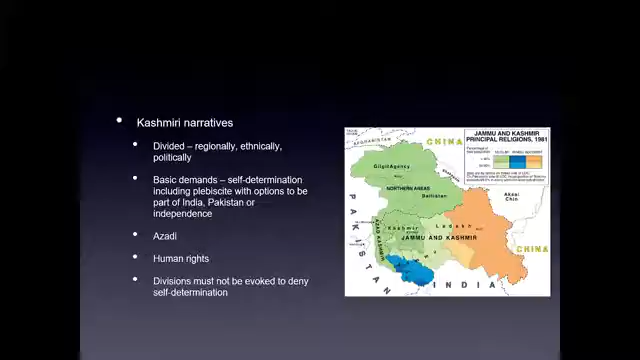 Kashmiri narratives
Divided – regionally, ethnically,
politically
Basic demands – self-determination
including plebiscite with options to be
part of India, Pakistan or
independence
Azadi
Human rights
Divisions must not be evoked to deny
self-determination
JAMMU AND KASHMIR
PRINCIPAL RELIGIONS, 1981
AFGHANISTAN
CHINA
Gilgit Agency
NORTHERN AREAS
Baltistan
Aksai
Chin
PAKISTAN
AZAD KASHMIR
Kashmir
Ladakh
JAMMU AND KASHMIR
CHINA
INDIA